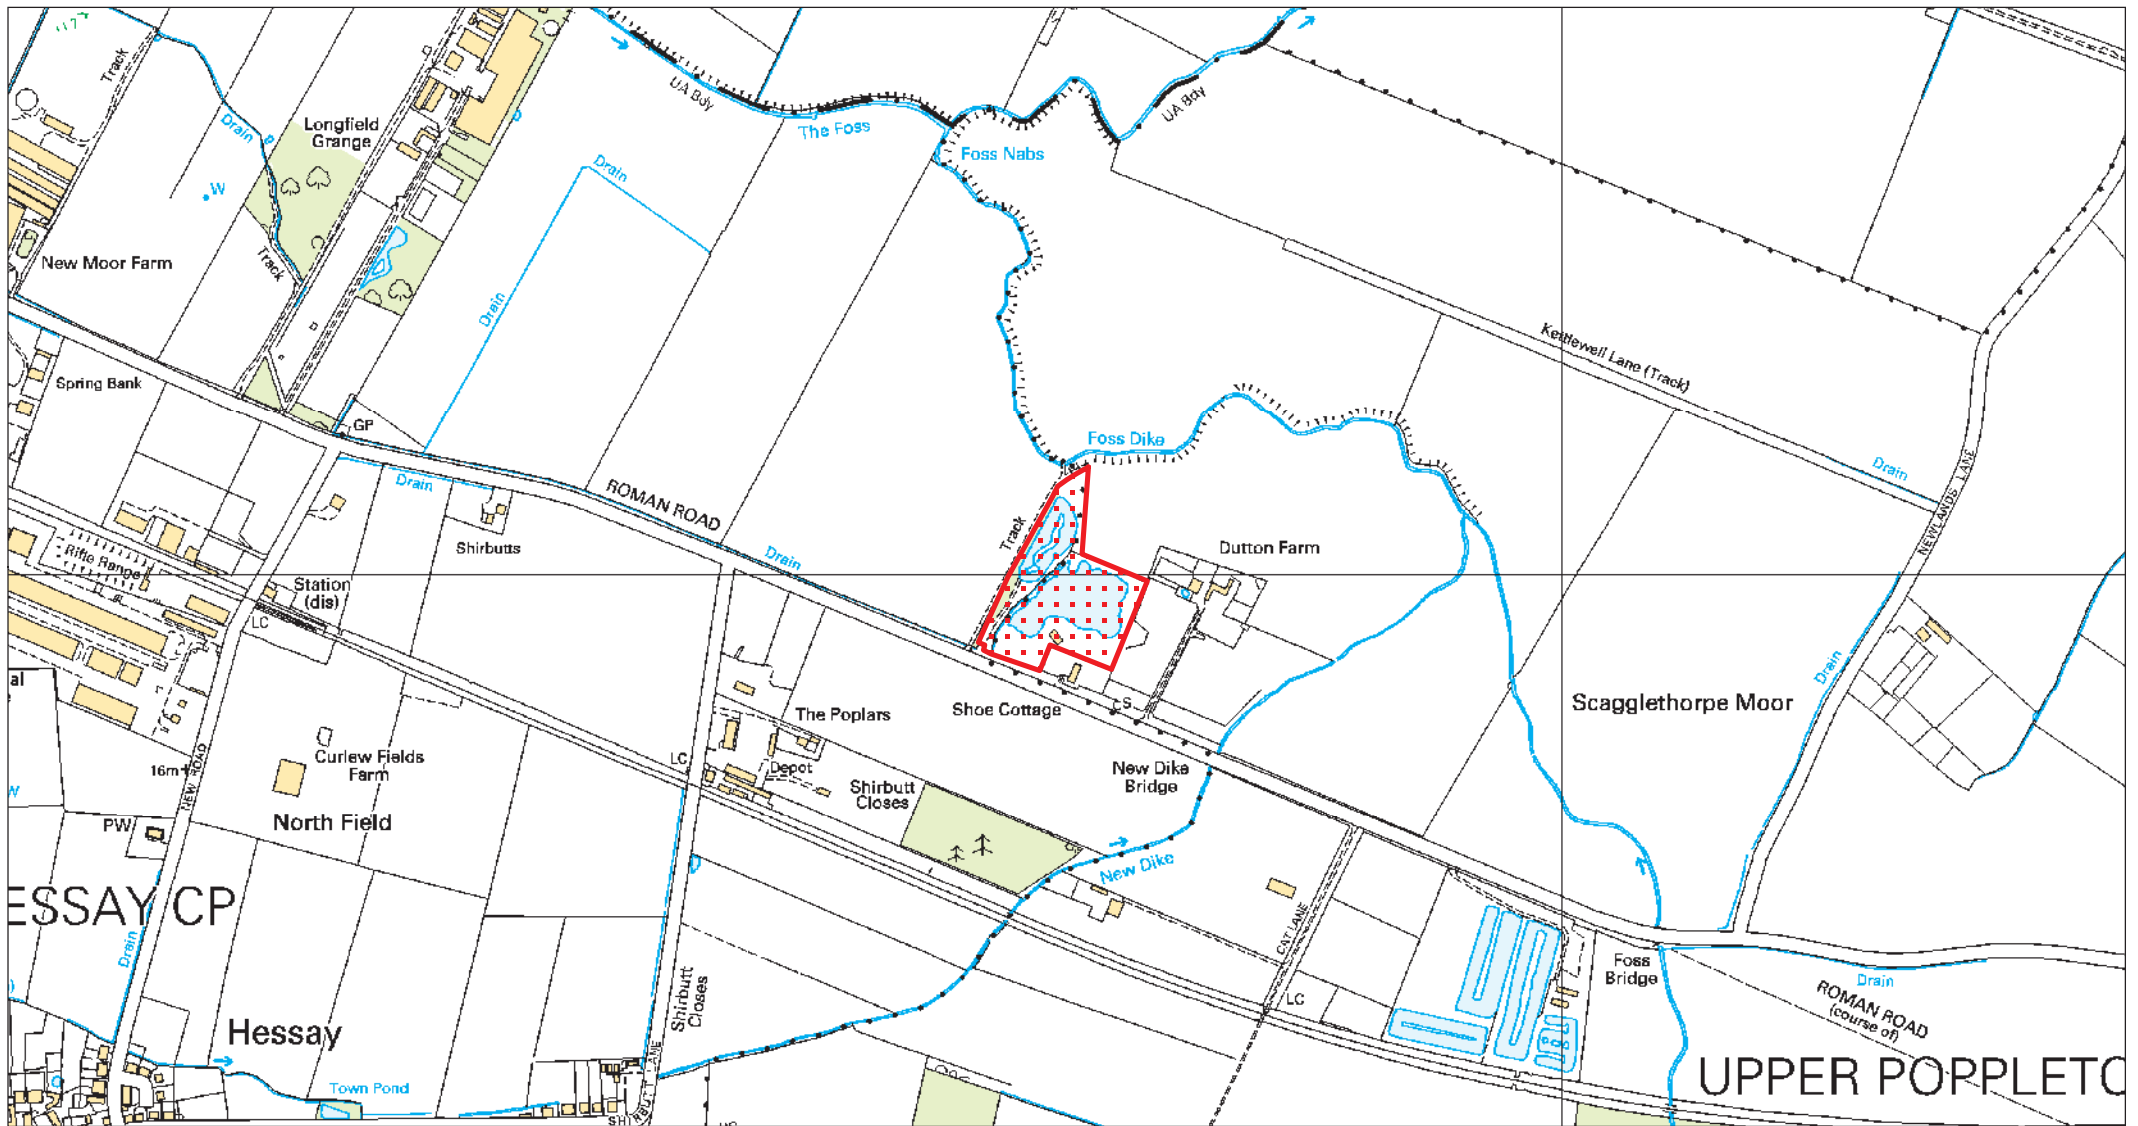 Track
UA Bdy
UA Bdy
Longfield
Grange
Drain
The Foss
Foss Nabs
Drain
W
New Moor Farm
Track
Drain
Kettlewell Lane (Track)
Spring Bank
GP
Foss Dike
Drain
ROMAN ROAD
Drain
NEWLANDS LANE
Track
Shirbutts
Dutton Farm
Rifle Range
Drain
Station
(dis)
LC
Drain
al
Shoe Cottage
LS
Scagglethorpe Moor
The Poplars
NEW ROAD
16m
Curlew Fields
Farm
LC
Depot
New Dike
Bridge
Shirbutt
Closes
W
PW
North Field
New Dike
ESSAY CP
Drain
CAT LANE
Foss
Bridge
Drain
ROMAN ROAD
(course of)
LC
Shirbutt
Closes
Hessay
UPPER POPPLETO
Town Pond
SHIRBUTT LANE